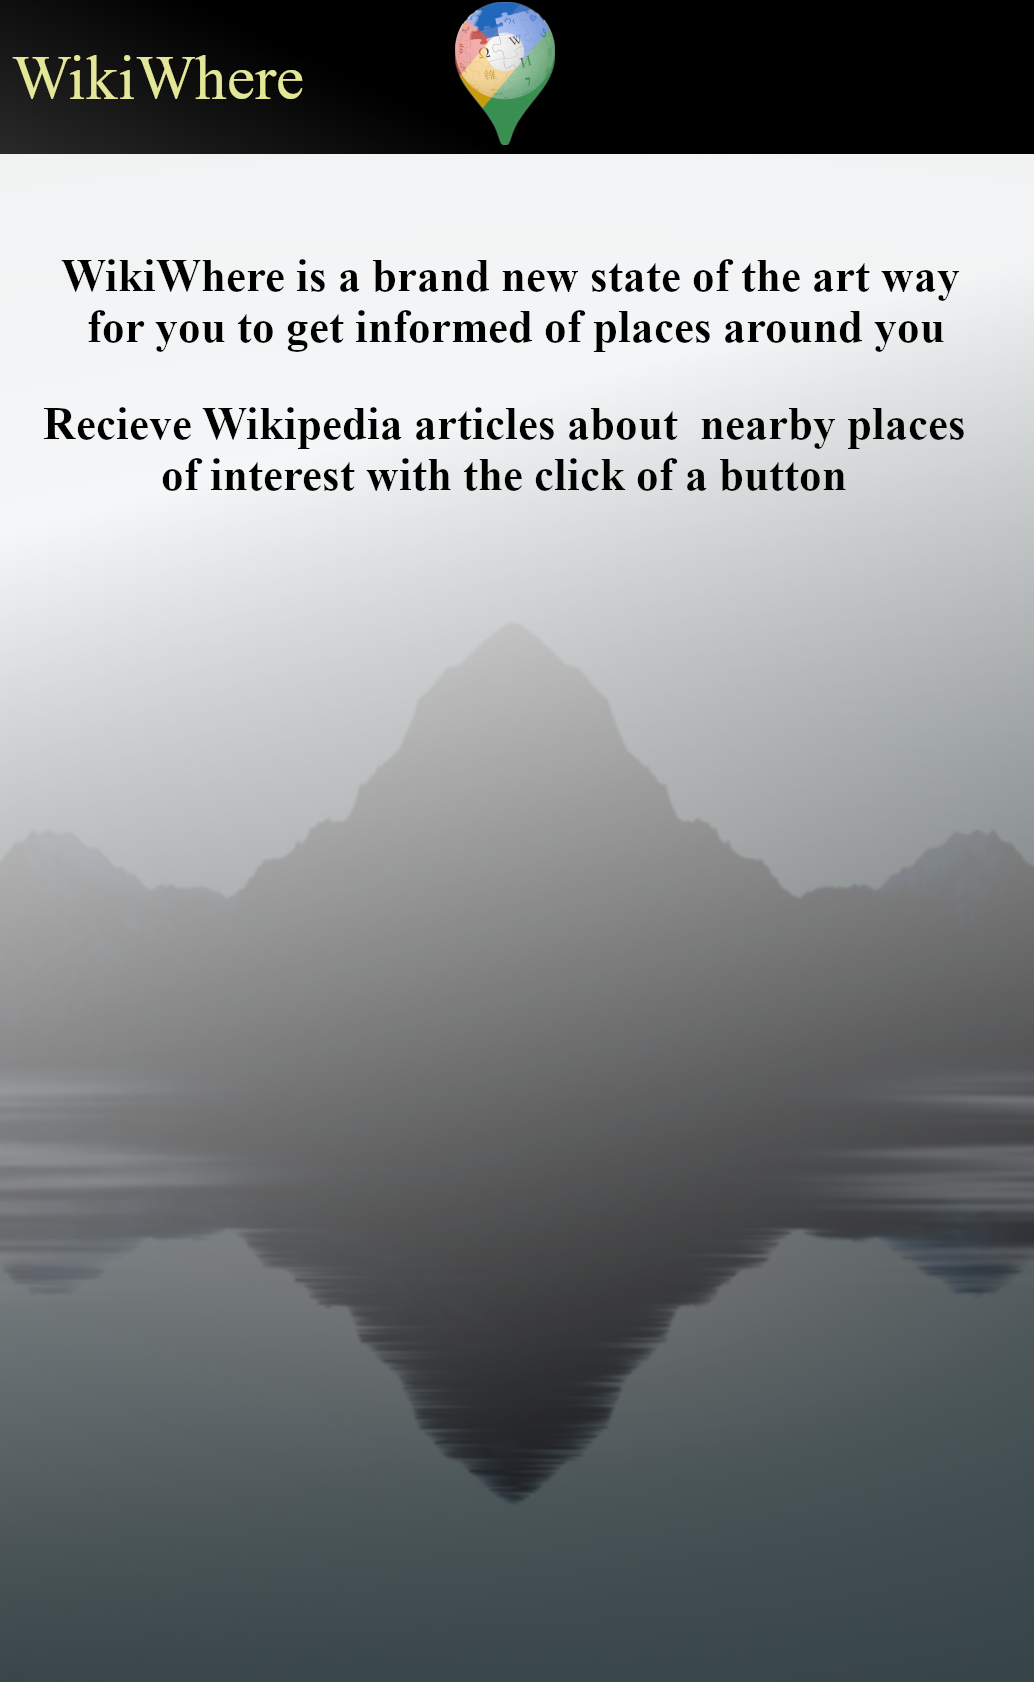 WikiWhere
WikiWhere is a brand new state of the art way
for you to get informed of places around you
Recieve Wikipedia articles about  nearby places
of interest with the click of a button